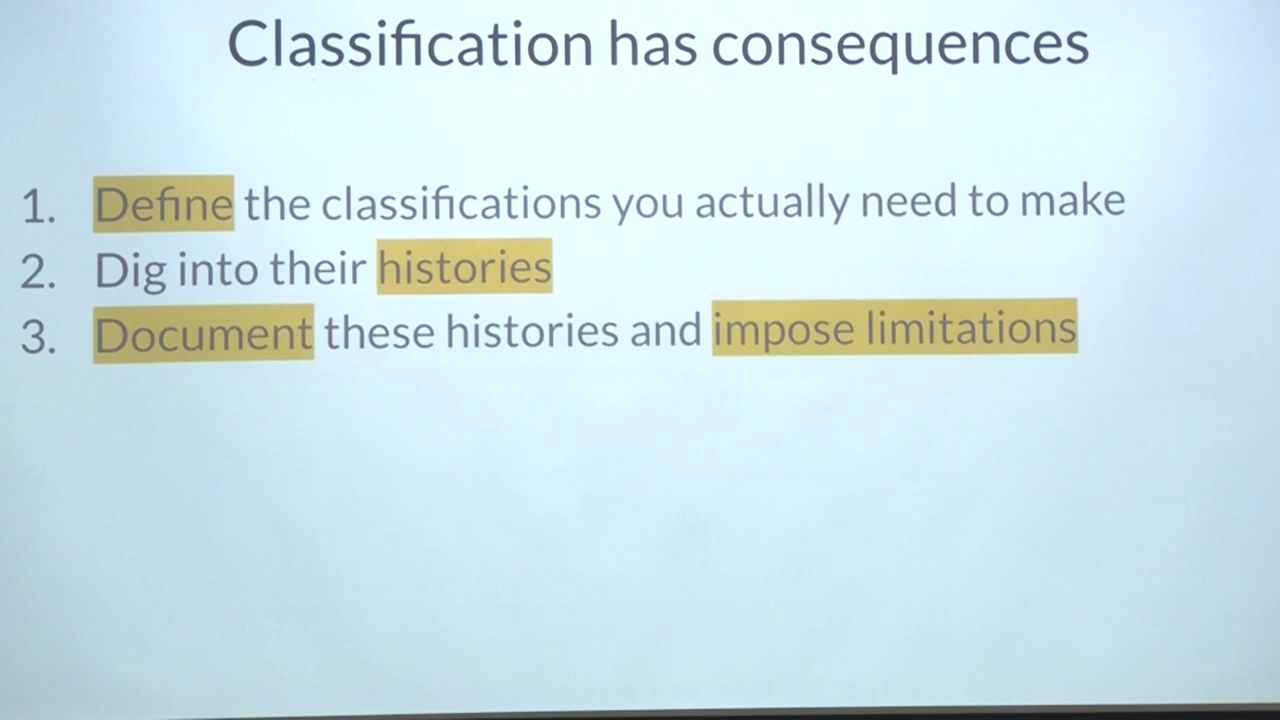 Classification has consequences
1. Define the classifications you actually need to make
2. Dig into their histories
3. Document these histories and impose limitations